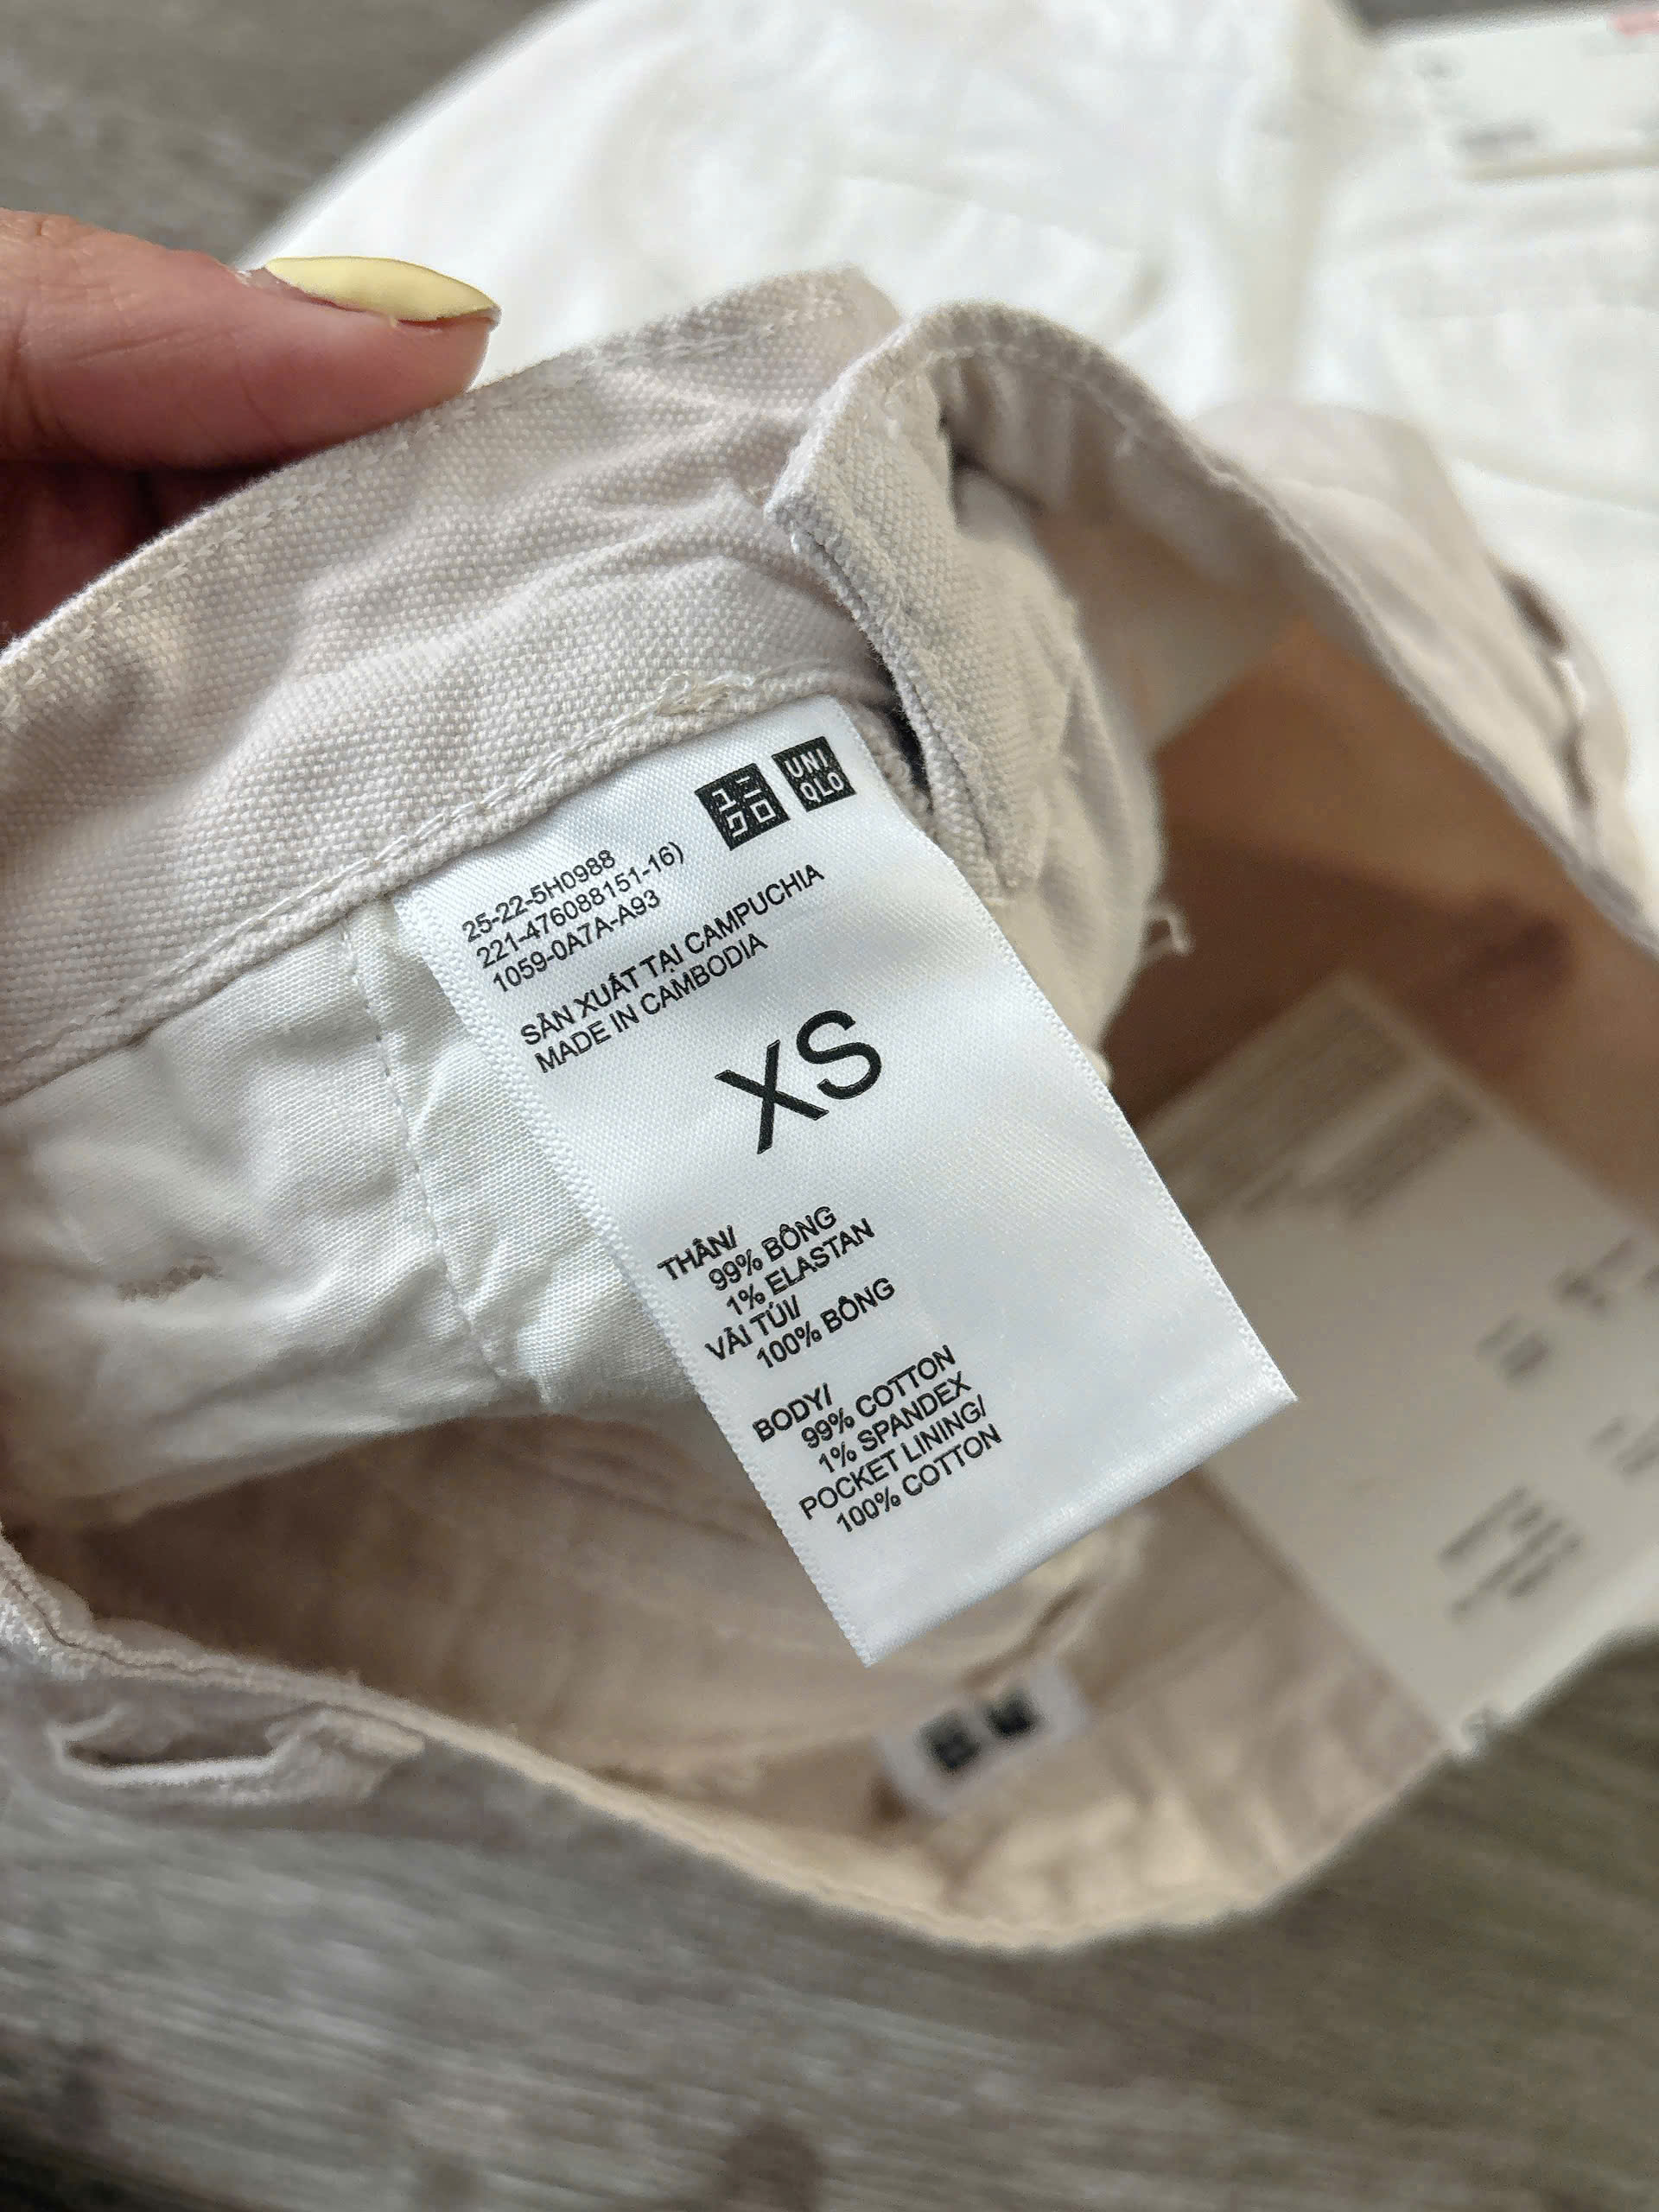 ユニ
クロ
UNI
QLO
25-22-5H0988
221-476088151-16)
1059-0A7A-A93
SẢN XUẤT TẠI CAMPUCHIA
MADE IN CAMBODIA
XS
THÂN/
99% BÔNG
1% ELASTAN
VẢI TÚI/
100% BÔNG
BODY/
99% COTTON
1% SPANDEX
POCKET LINING/
100% COTTON